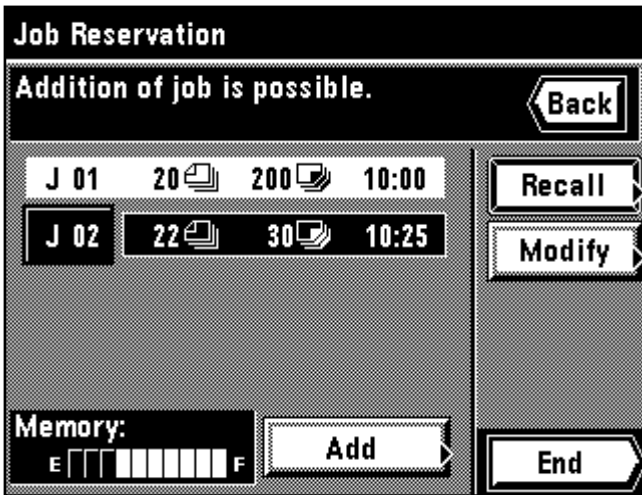 Job Reservation
Addition of job is possible.
Back
J 01 20 200 10:00
Recall
J 02 22 30 10:25
Modify
Memory:
E F
Add
End